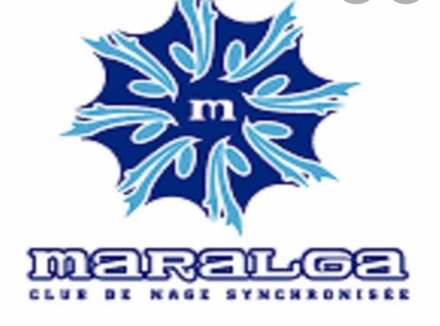 m
MARALGA
CLUB DE NAGE SYNCHRONISÉE